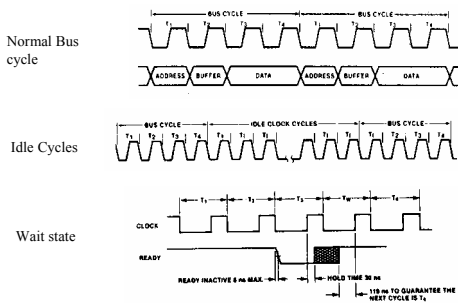 BUS CYCLE BUS CYCLE
T1 T2 T3 T4 T1 T2 T3 T4
Normal Bus
cycle
ADDRESS BUFFER DATA ADDRESS BUFFER DATA
BUS CYCLE IDLE CLOCK CYCLES BUS CYCLE
T1 T2 T3 T4 TI TI TI TI TI TI T1 T2 T3 T4
Idle Cycles
T1 T2 T3 TW T4
Wait state
CLOCK
READY
READY INACTIVE 8 ns MAX. HOLD TIME 30 ns
119 ns TO GUARANTEE THE
NEXT CYCLE IS T4